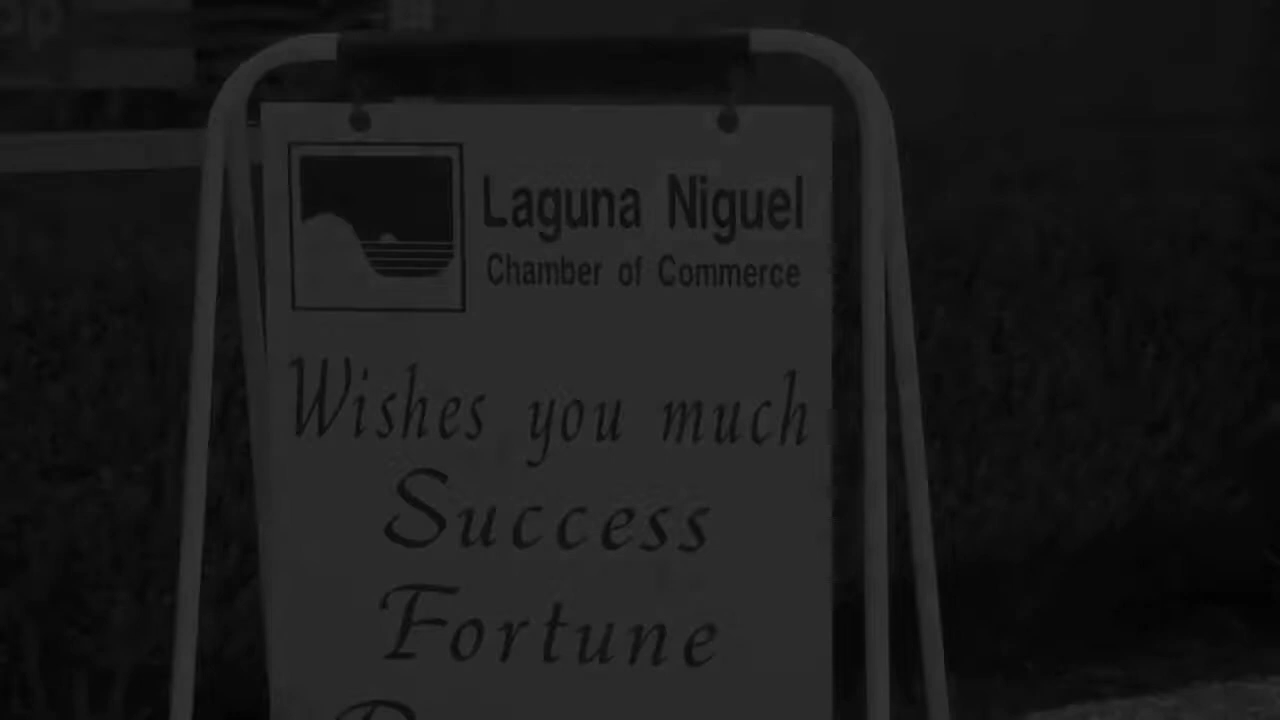 Laguna Niguel
Chamber of Commerce
Wishes you much
Success
Fortune